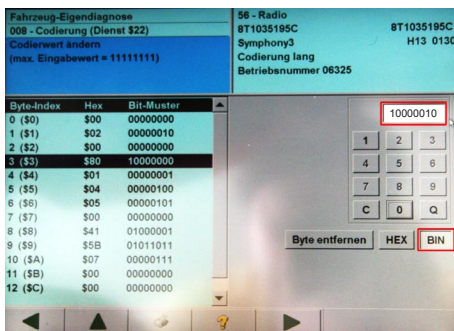 Fahrzeug-Eigendiagnose
008 - Codierung (Dienst $22)
Codierwert ändern
(max. Eingabewert = 11111111)
56 - Radio
8T1035195C 8T1035195C
Symphony3 H13 0130
Codierung lang
Betriebsnummer 06325
Byte-Index Hex Bit-Muster
0 ($0) $00 00000000
1 ($1) $02 00000010
2 ($2) $00 00000000
3 ($3) $80 10000000
4 ($4) $01 00000001
5 ($5) $04 00000100
6 ($6) $05 00000101
7 ($7) $00 00000000
8 ($8) $41 01000001
9 ($9) $5B 01011011
10 ($A) $07 00000111
11 ($B) $00 00000000
12 ($C) $00 00000000
10000010
1 2 3
4 5 6
7 8 9
C 0 Q
Byte entfernen HEX BIN
?